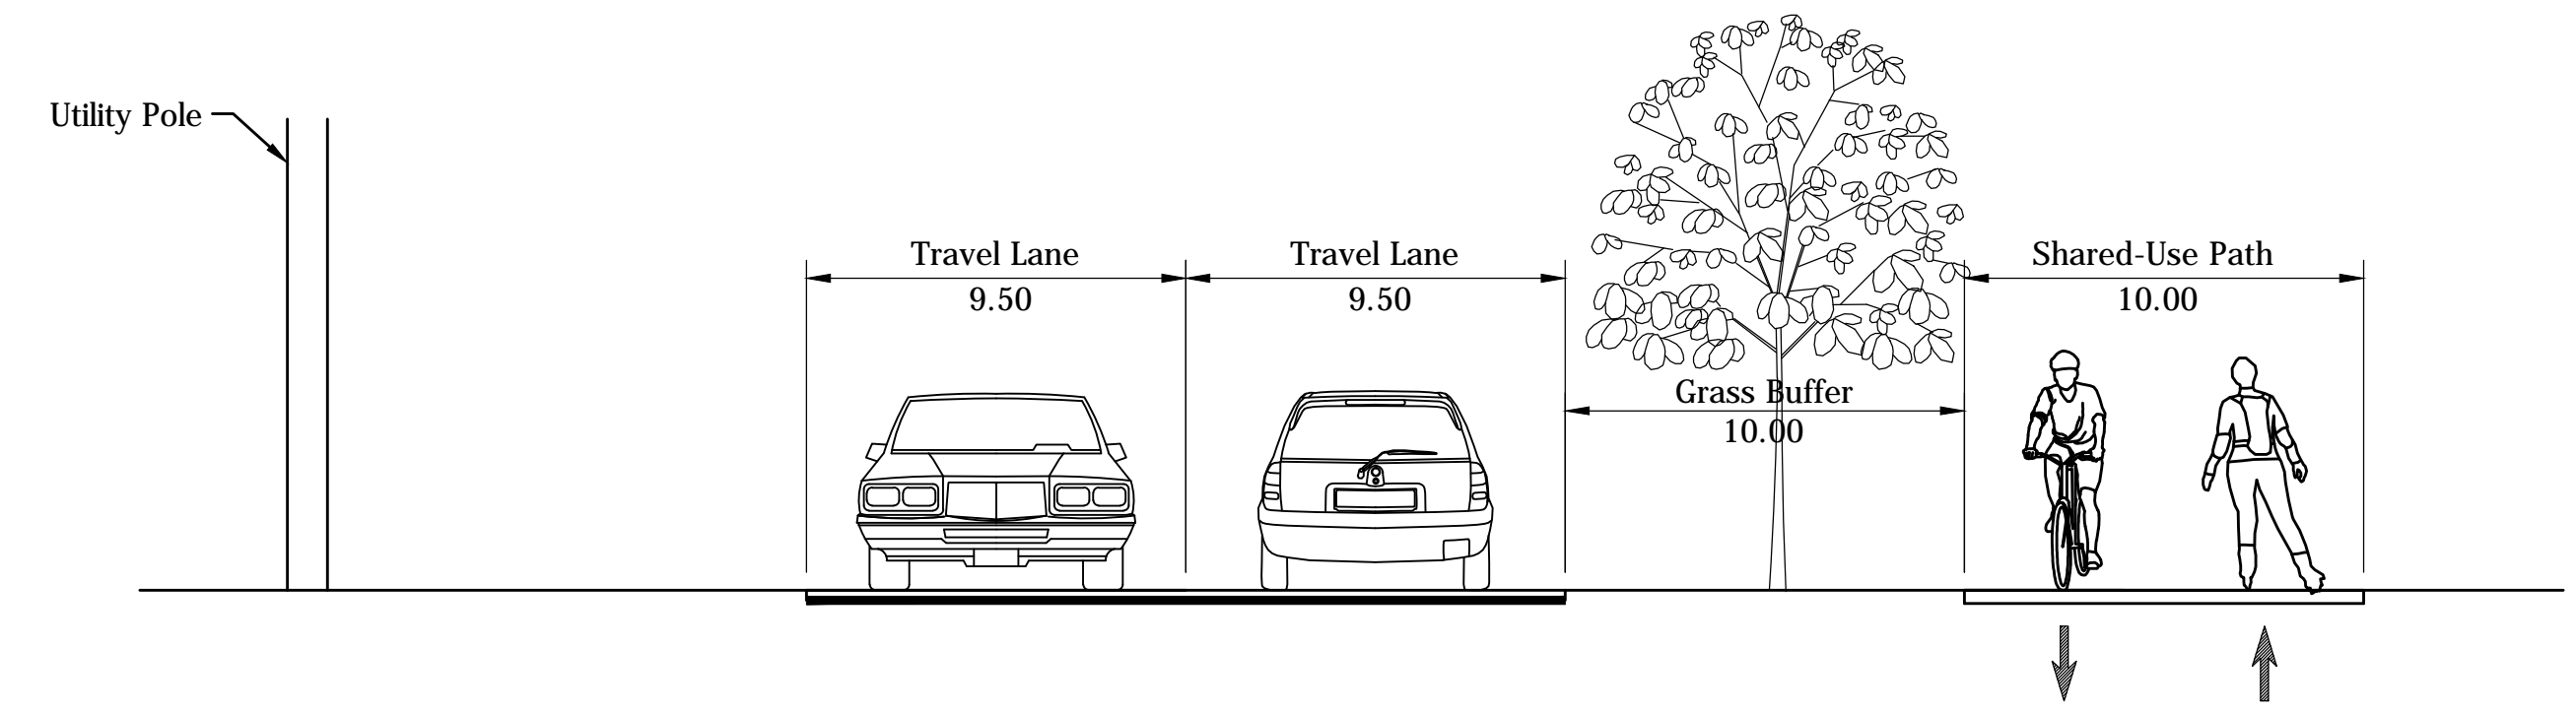 Utility Pole
Travel Lane
9.50
Travel Lane
9.50
Grass Buffer
10.00
Shared-Use Path
10.00